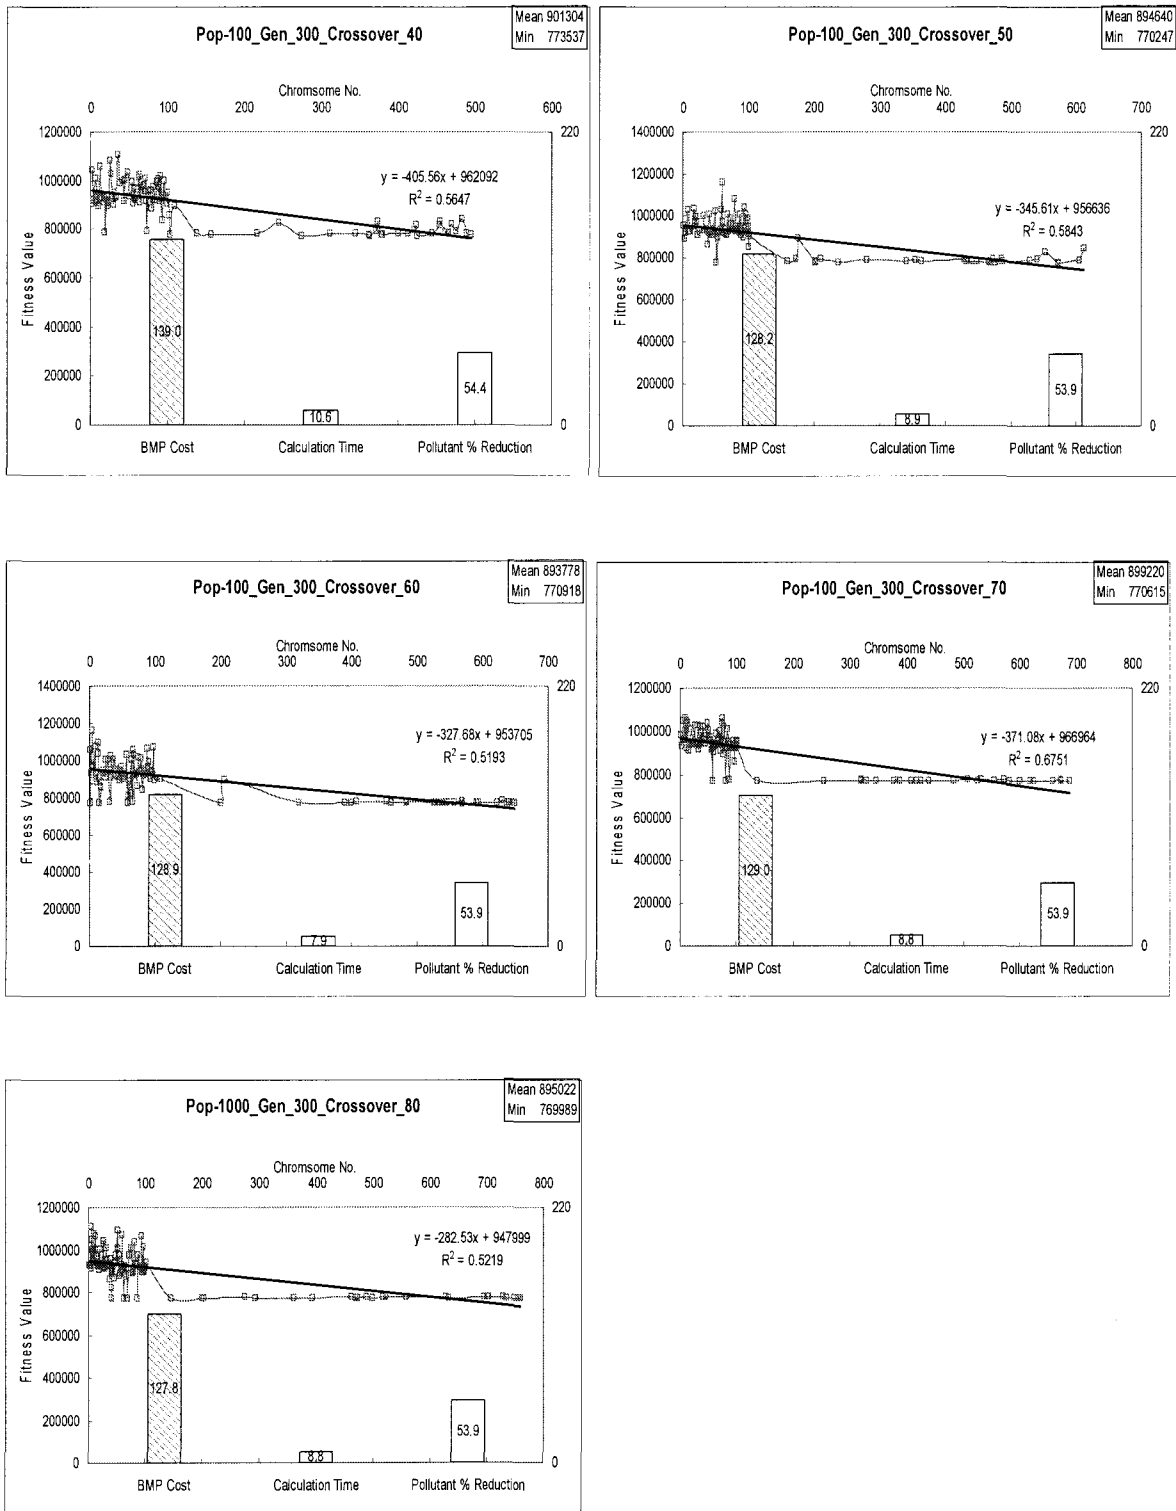 Pop-100_Gen_300_Crossover_40
Mean 901304
Min 773537
Chromsome No.
0 100 200 300 400 500 600
1200000 220
1000000
y = -405.56x + 962092
R² = 0.5647
800000
Fitness Value
600000
400000
139.0
200000
54.4
10.6
0 0
BMP Cost Calculation Time Pollutant % Reduction
Pop-100_Gen_300_Crossover_50
Mean 894640
Min 770247
Chromsome No.
0 100 200 300 400 500 600 700
1400000 220
1200000
y = -345.61x + 956636
R² = 0.5843
1000000
800000
Fitness Value
600000
400000
128.2
200000
53.9
8.9
0 0
BMP Cost Calculation Time Pollutant % Reduction
Pop-100_Gen_300_Crossover_60
Mean 893778
Min 770918
Chromsome No.
0 100 200 300 400 500 600 700
1400000 220
1200000
y = -327.68x + 953705
R² = 0.5193
1000000
800000
Fitness Value
600000
400000
128.9
200000
53.9
7.9
0 0
BMP Cost Calculation Time Pollutant % Reduction
Pop-100_Gen_300_Crossover_70
Mean 899220
Min 770615
Chromsome No.
0 100 200 300 400 500 600 700 800
1200000 220
1000000
y = -371.08x + 966964
R² = 0.6751
800000
Fitness Value
600000
400000
129.0
200000
53.9
8.8
0 0
BMP Cost Calculation Time Pollutant % Reduction
Pop-1000_Gen_300_Crossover_80
Mean 895022
Min 769989
Chromsome No.
0 100 200 300 400 500 600 700 800
1200000 220
1000000
y = -282.53x + 947999
R² = 0.5219
800000
Fitness Value
600000
400000
127.8
200000
53.9
8.8
0 0
BMP Cost Calculation Time Pollutant % Reduction